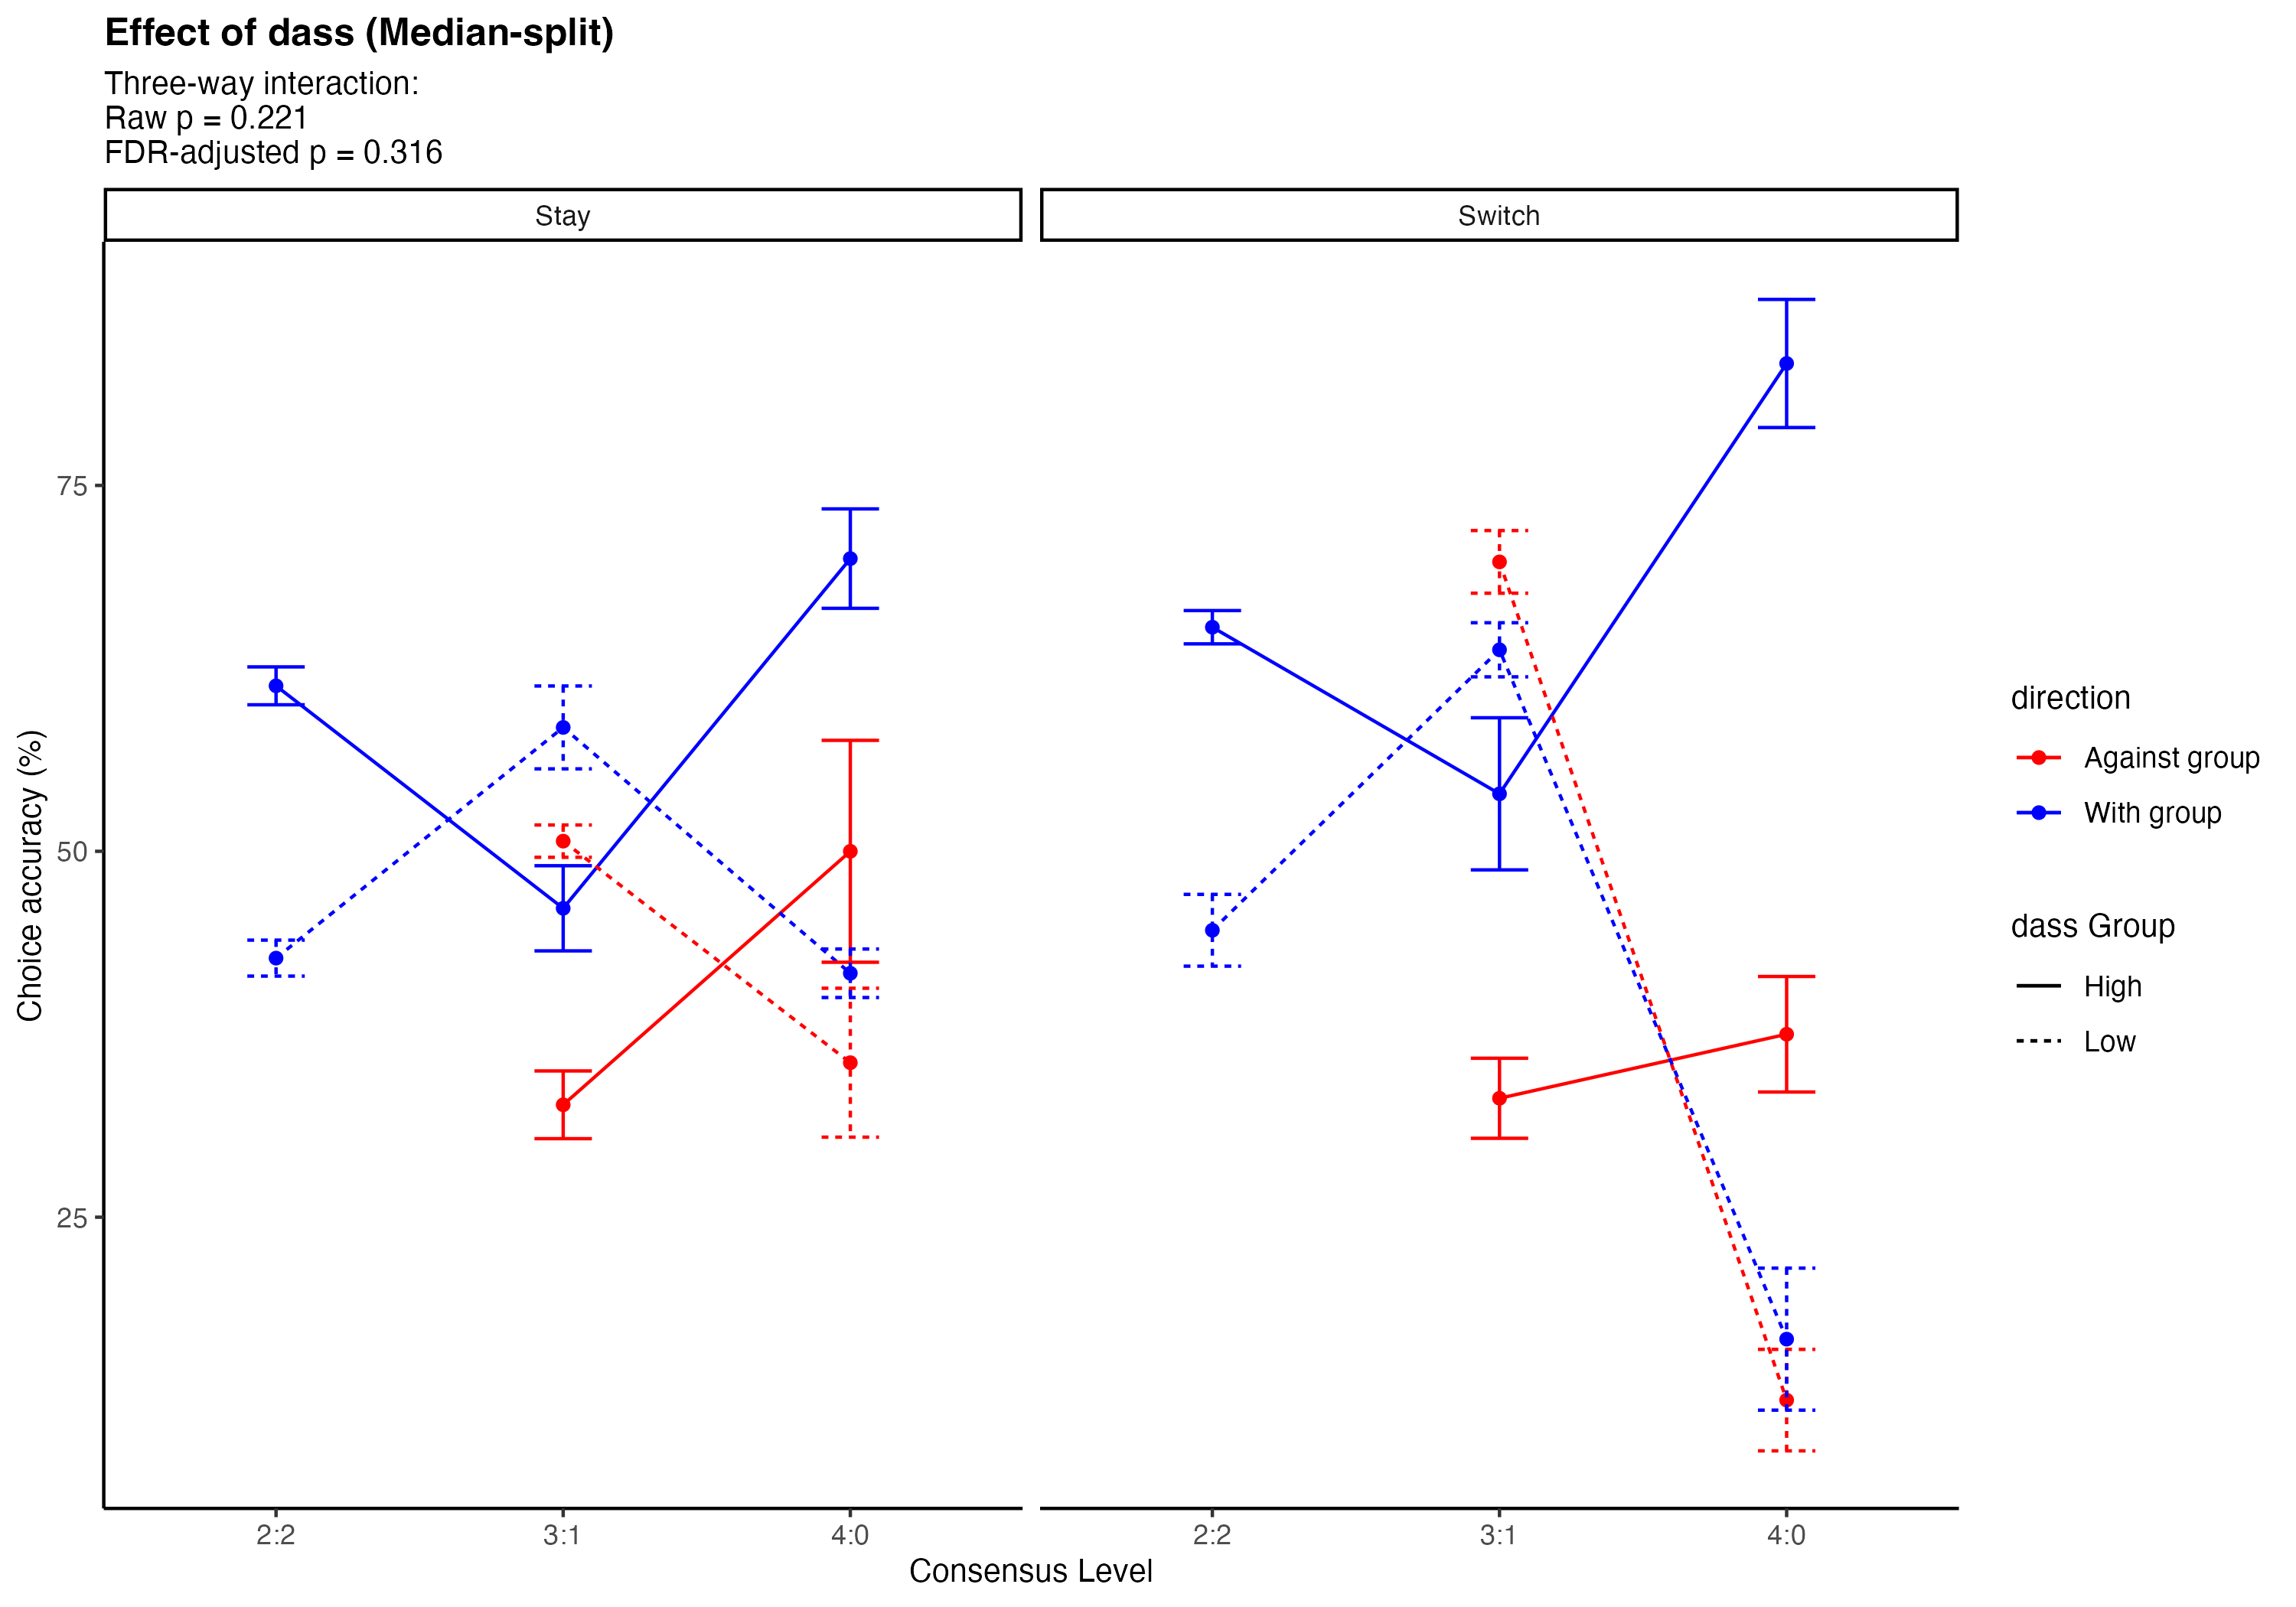 Effect of dass (Median-split)
Three-way interaction:
Raw p = 0.221
FDR-adjusted p = 0.316
Stay
Switch
Choice accuracy (%)
75
50
25
2:2
3:1
4:0
2:2
3:1
4:0
Consensus Level
direction
Against group
With group
dass Group
High
Low